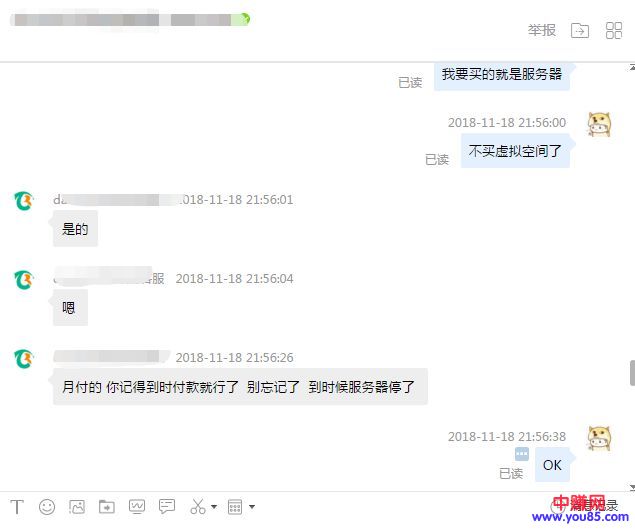 举报
我要买的就是服务器
已读
2018-11-18 21:56:00
不买虚拟空间了
已读
2018-11-18 21:56:01
是的
客服 2018-11-18 21:56:04
嗯
2018-11-18 21:56:26
月付的 你记得到时付款就行了 别忘记了 到时候服务器停了
2018-11-18 21:56:38
OK
已读
中赚网
www.you85.com